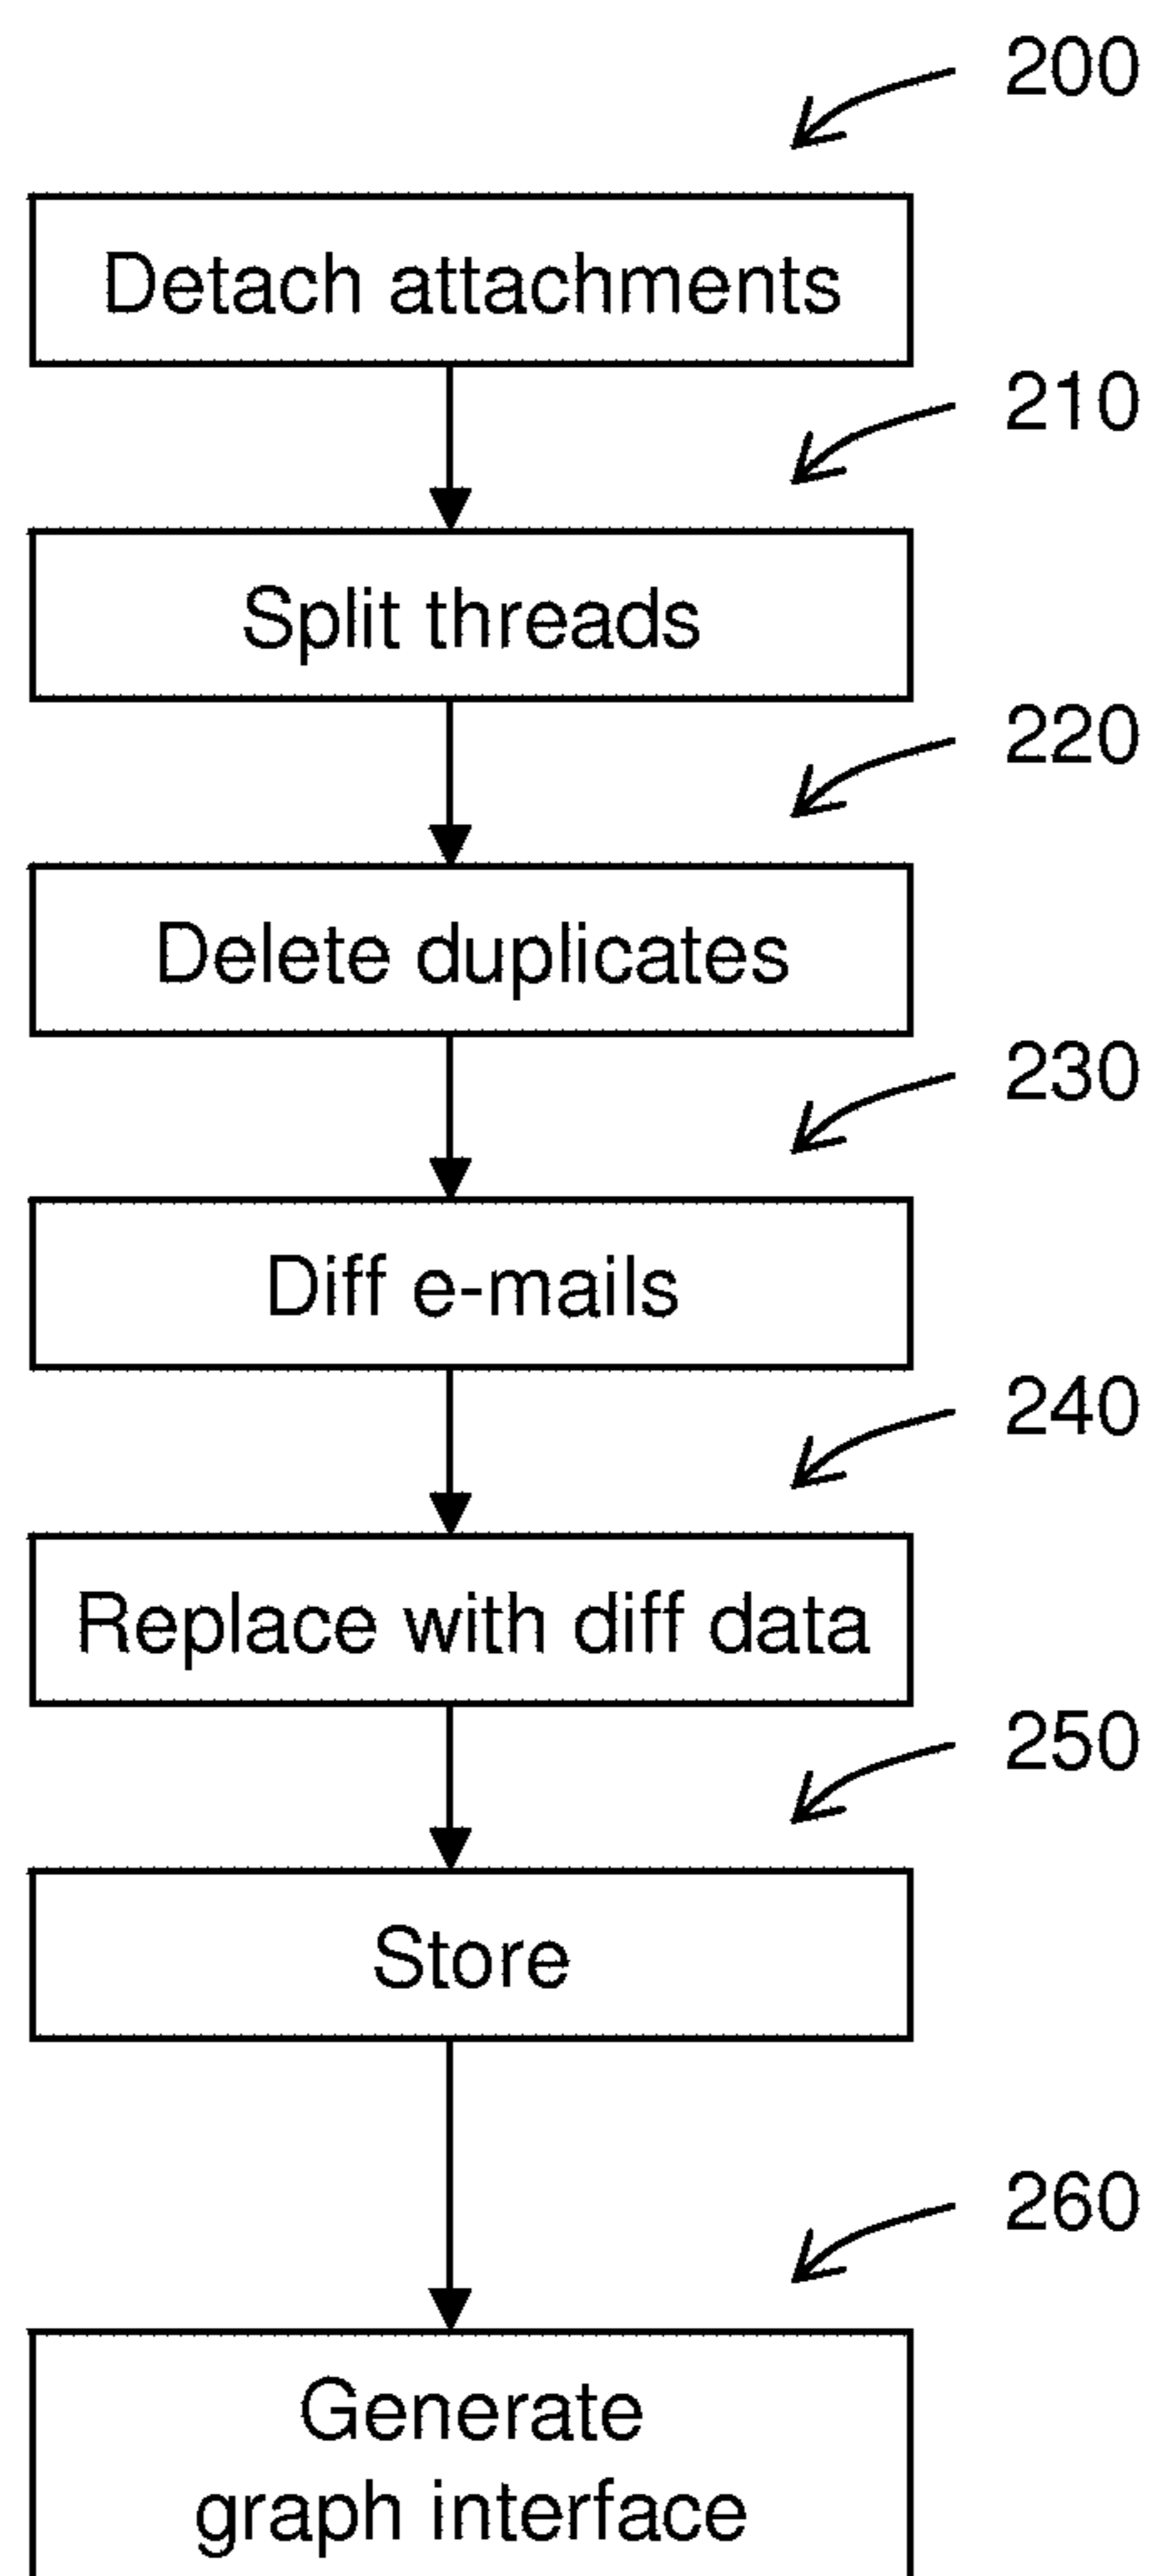 200
Detach attachments
210
Split threads
220
Delete duplicates
230
Diff e-mails
240
Replace with diff data
250
Store
260
Generate
graph interface